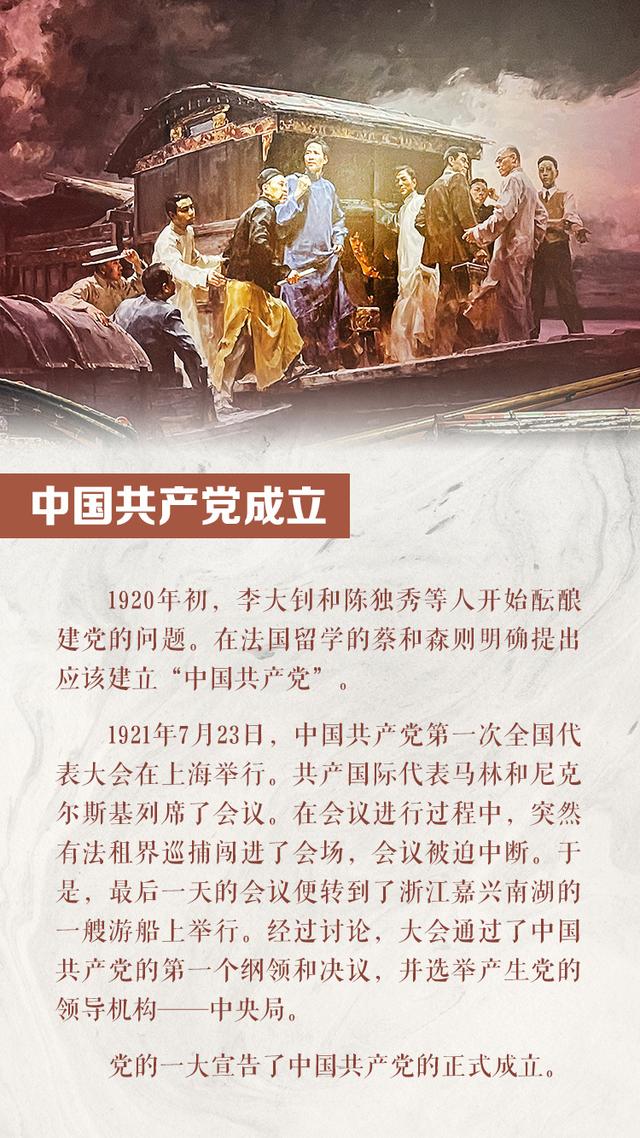 中国共产党成立
1920年初，李大钊和陈独秀等人开始酝酿
建党的问题。在法国留学的蔡和森则明确提出
应该建立“中国共产党”。
1921年7月23日，中国共产党第一次全国代
表大会在上海举行。共产国际代表马林和尼克
尔斯基列席了会议。在会议进行过程中，突然
有法租界巡捕闯进了会场，会议被迫中断。于
是，最后一天的会议便转到了浙江嘉兴南湖的
一艘游船上举行。经过讨论，大会通过了中国
共产党的第一个纲领和决议，并选举产生党的
领导机构——中央局。
党的一大宣告了中国共产党的正式成立。